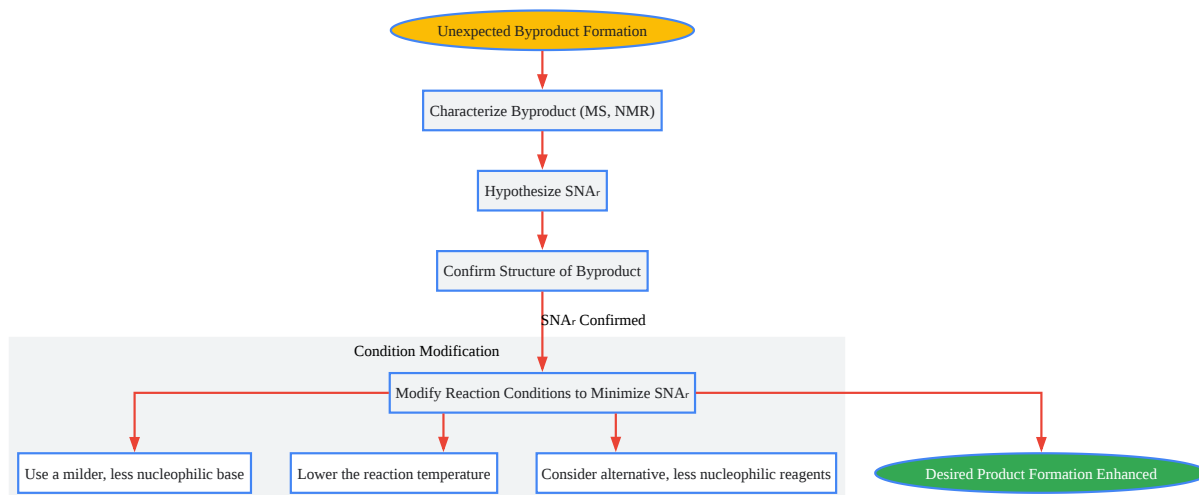 Unexpected Byproduct Formation
Characterize Byproduct (MS, NMR)
Hypothesize SNAᵣ
Confirm Structure of Byproduct
SNAᵣ Confirmed
Condition Modification
Modify Reaction Conditions to Minimize SNAᵣ
Use a milder, less nucleophilic base
Lower the reaction temperature
Consider alternative, less nucleophilic reagents
Desired Product Formation Enhanced